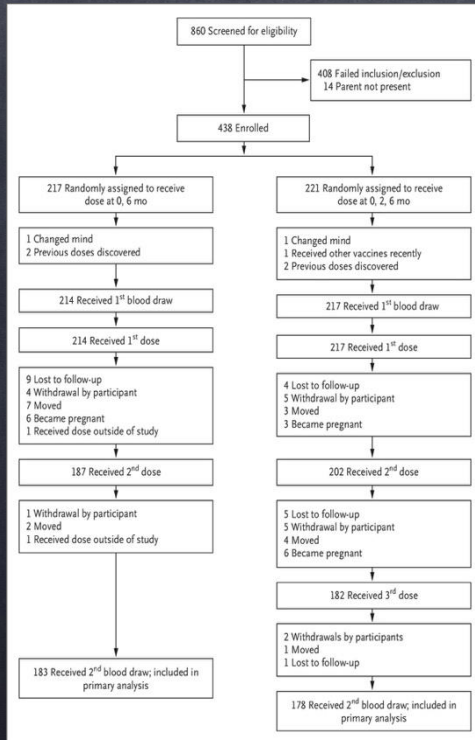 860 Screened for eligibility
408 Failed inclusion/exclusion
14 Parent not present
438 Enrolled
217 Randomly assigned to receive
dose at 0, 6 mo
1 Changed mind
2 Previous doses discovered
214 Received 1st blood draw
214 Received 1st dose
9 Lost to follow-up
4 Withdrawal by participant
7 Moved
6 Became pregnant
1 Received dose outside of study
187 Received 2nd dose
1 Withdrawal by participant
2 Moved
1 Received dose outside of study
183 Received 2nd blood draw; included in
primary analysis
221 Randomly assigned to receive
dose at 0, 2, 6 mo
1 Changed mind
1 Received other vaccines recently
2 Previous doses discovered
217 Received 1st blood draw
217 Received 1st dose
4 Lost to follow-up
5 Withdrawal by participant
3 Moved
3 Became pregnant
202 Received 2nd dose
5 Lost to follow-up
5 Withdrawal by participant
4 Moved
6 Became pregnant
182 Received 3rd dose
2 Withdrawals by participants
1 Moved
1 Lost to follow-up
178 Received 2nd blood draw; included in
primary analysis